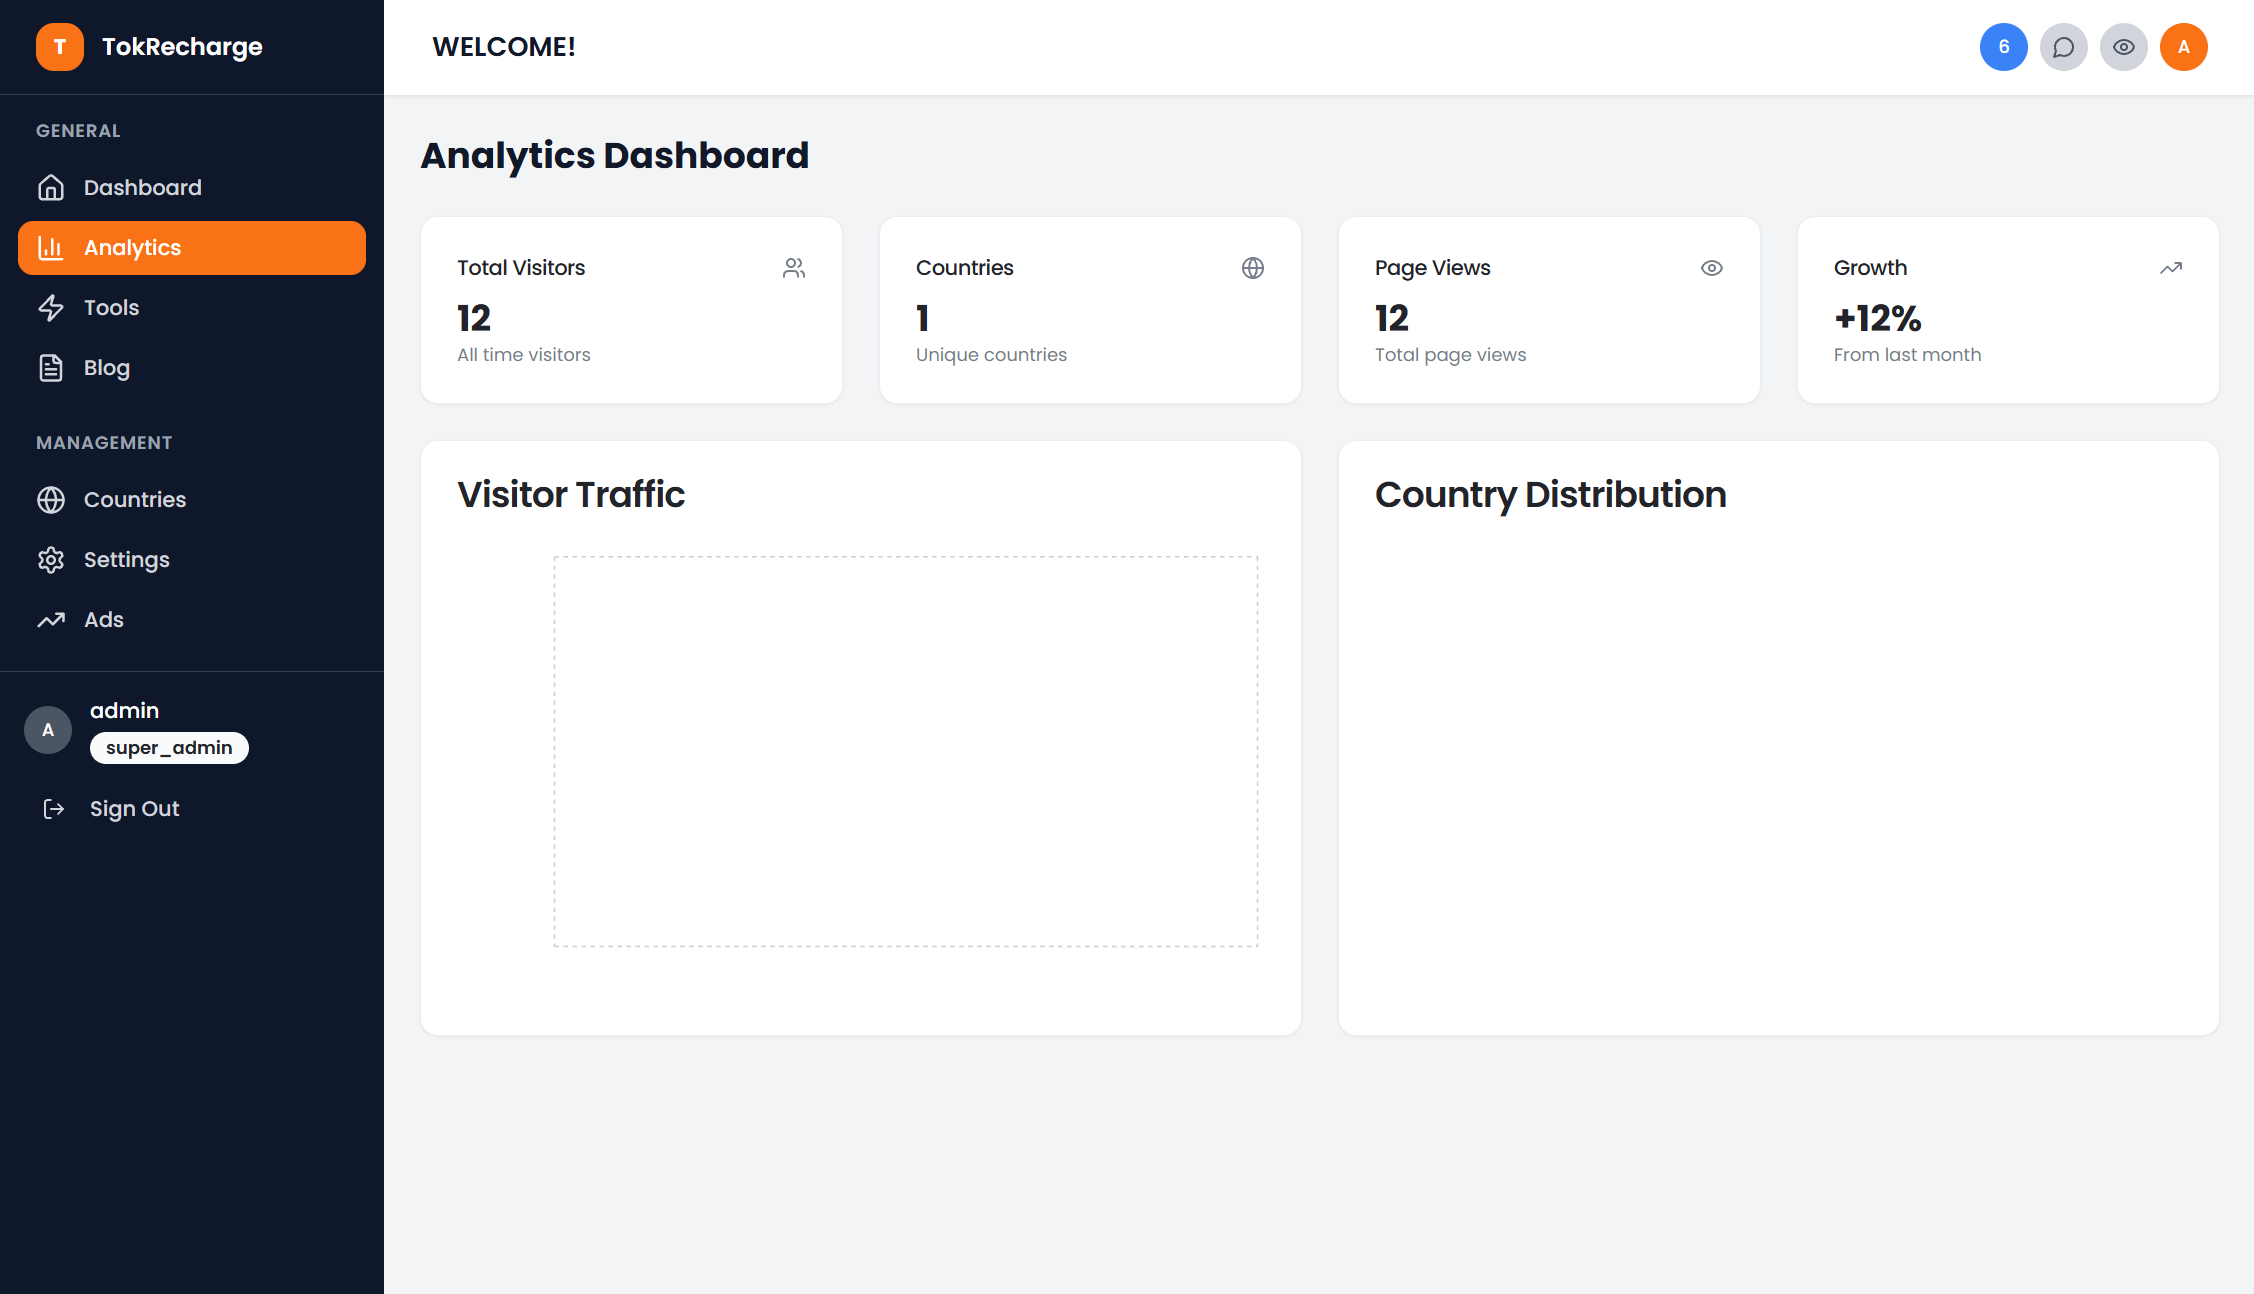 T
TokRecharge
WELCOME!
6
A
GENERAL
Dashboard
Analytics
Tools
Blog
MANAGEMENT
Countries
Settings
Ads
A
admin
super_admin
Sign Out
Analytics Dashboard
Total Visitors
12
All time visitors
Countries
1
Unique countries
Page Views
12
Total page views
Growth
+12%
From last month
Visitor Traffic
Country Distribution